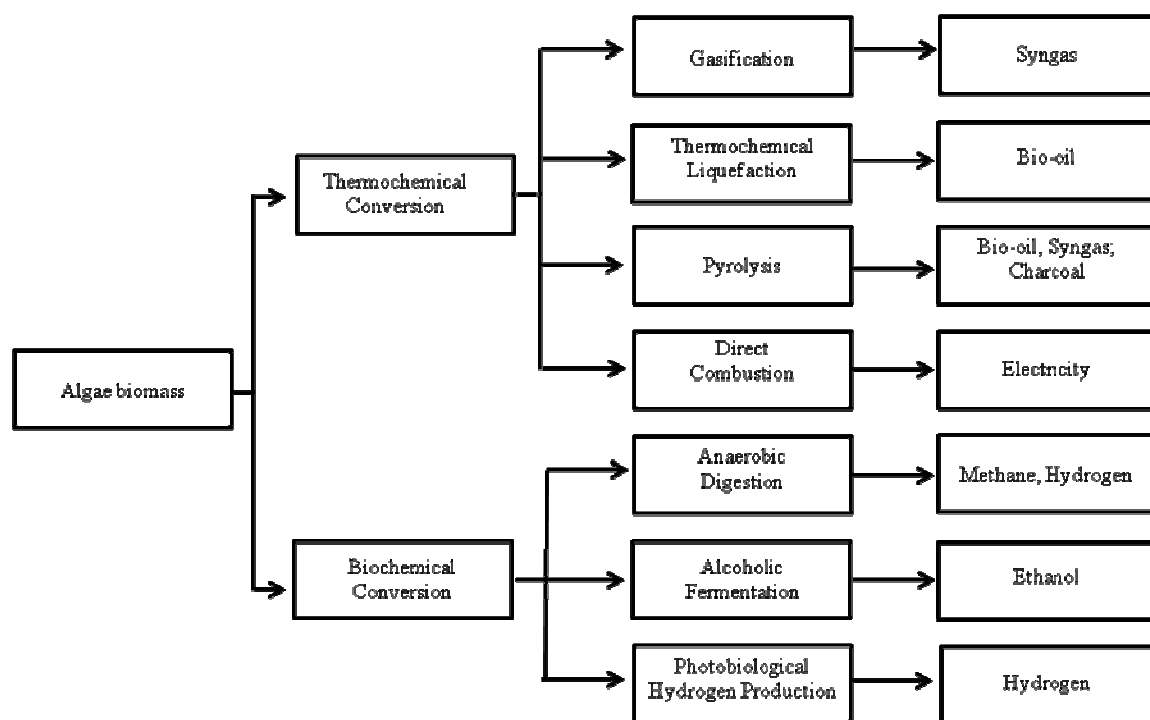 Gasification
Syngas
Thermochemical
Liquefaction
Bio-oil
Thermochemical
Conversion
Pyrolysis
Bio-oil, Syngas;
Charcoal
Direct
Combustion
Electricity
Algae biomass
Anaerobic
Digestion
Methane, Hydrogen
Biochemical
Conversion
Alcoholic
Fermentation
Ethanol
Photobiological
Hydrogen Production
Hydrogen